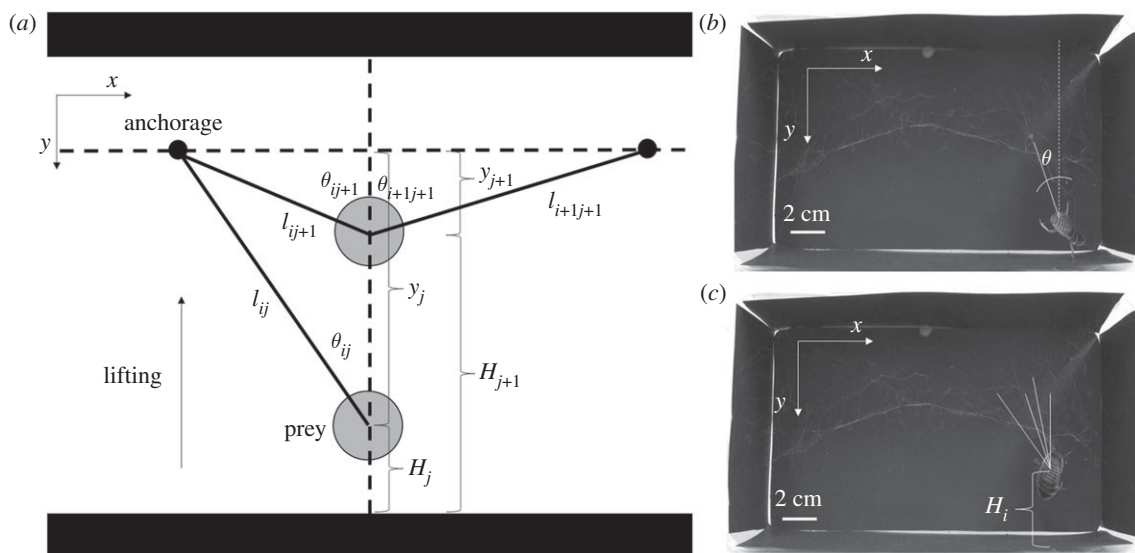 (a)
x
y
anchorage
θij+1
θi+1j+1
yj+1
lij+1
li+1j+1
yj
lij
θij
lifting
Hj+1
prey
Hj
(b)
x
y
θ
2 cm
(c)
x
y
Hi
2 cm